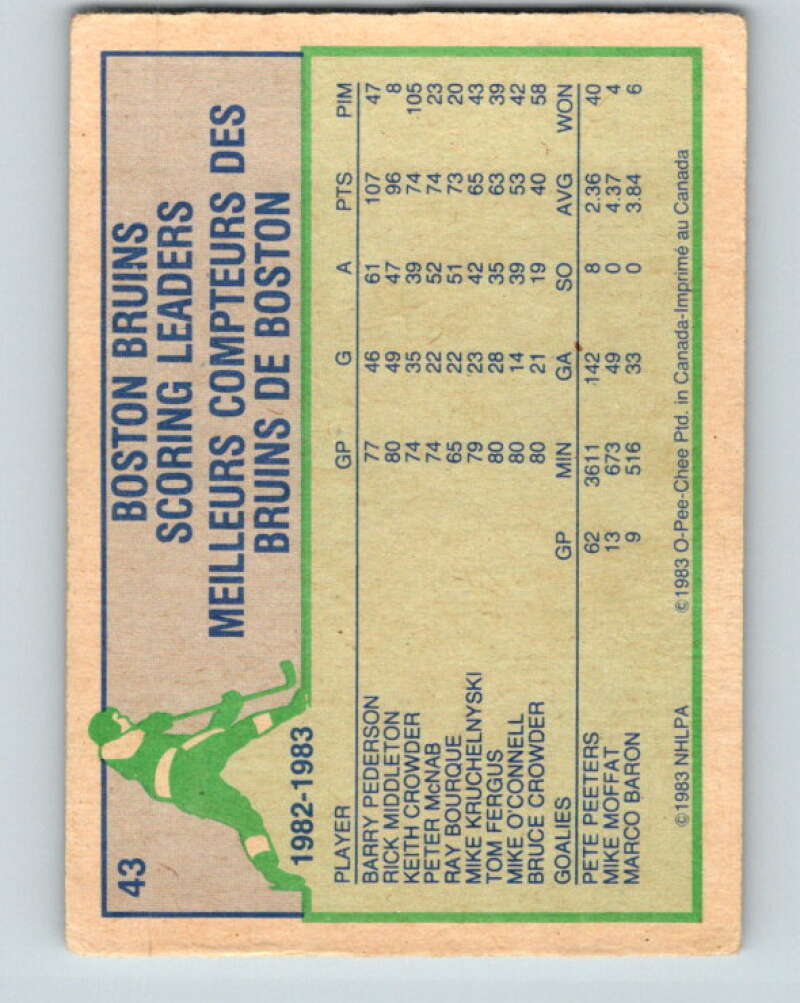 43
BOSTON BRUINS
SCORING LEADERS
MEILLEURS COMPTEURS DES
BRUINS DE BOSTON
1982-1983
PLAYER GP G A PTS PIM
BARRY PEDERSON 77 46 61 107 47
RICK MIDDLETON 80 49 47 96 8
KEITH CROWDER 74 35 39 74 105
PETER McNAB 74 22 52 74 23
RAY BOURQUE 65 22 51 73 20
MIKE KRUCHELNYSKI 79 23 42 65 43
TOM FERGUS 80 28 35 63 39
MIKE O'CONNELL 80 14 39 53 42
BRUCE CROWDER 80 21 19 40 58
GOALIES GP MIN GA SO AVG WON
PETE PEETERS 62 3611 142 8 2.36 40
MIKE MOFFAT 13 673 49 0 4.37 4
MARCO BARON 9 516 33 0 3.84 6
©1983 NHLPA ©1983 O-Pee-Chee Ptd. in Canada-Imprimé au Canada